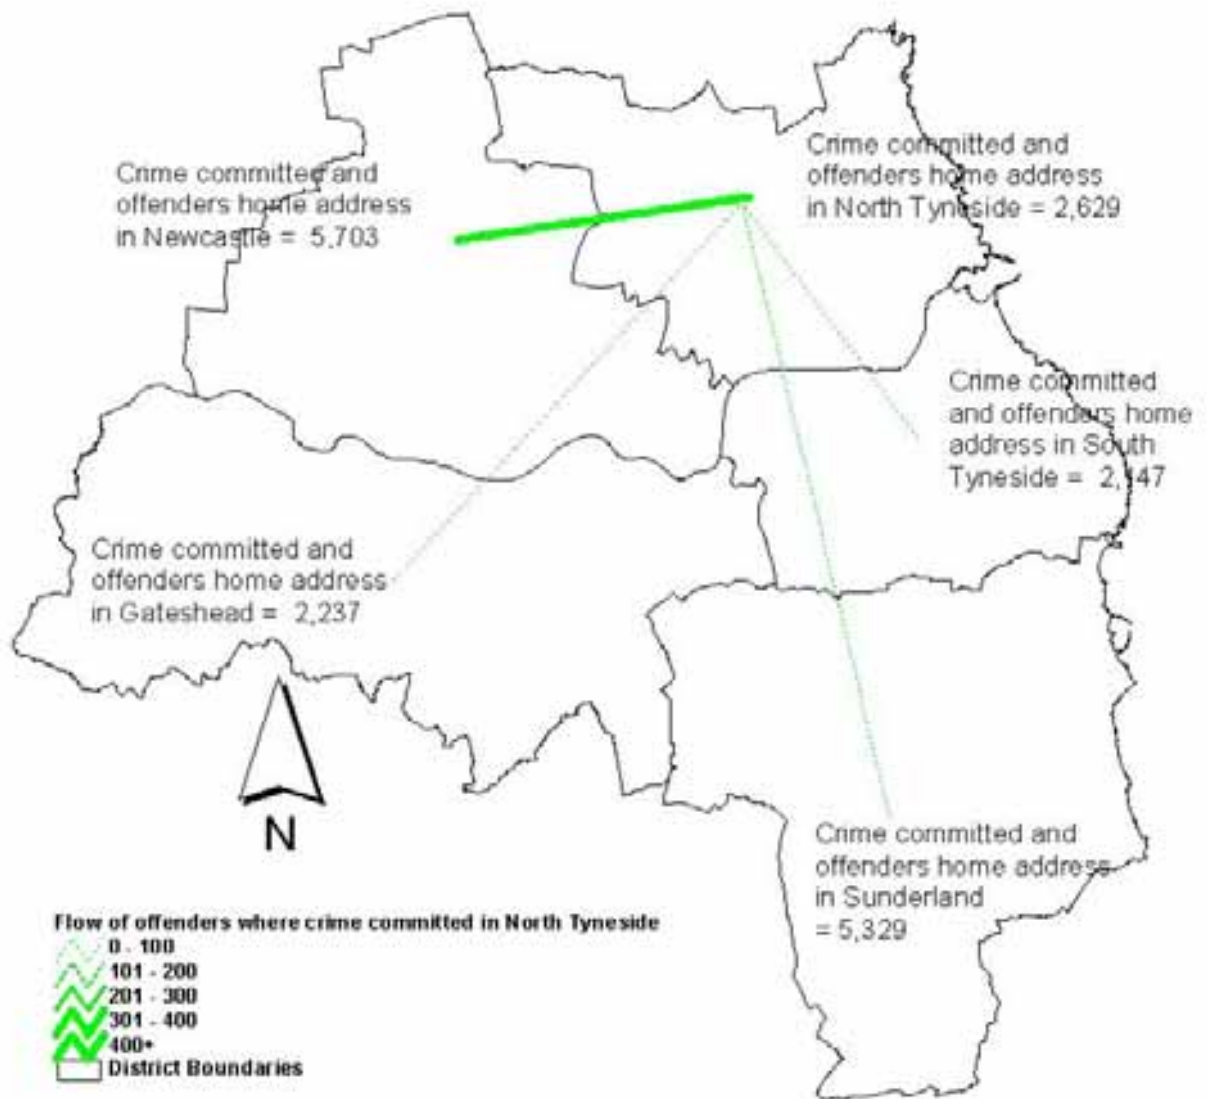 Crime committed and
offenders home address
in Newcastle = 5,703
Crime committed and
offenders home address
in North Tyneside = 2,629
Crime committed
and offenders home
address in South
Tyneside = 2,147
Crime committed and
offenders home address
in Gateshead = 2,237
N
Crime committed and
offenders home address
in Sunderland
= 5,329
Flow of offenders where crime committed in North Tyneside
0 - 100
101 - 200
201 - 300
301 - 400
400+
District Boundaries